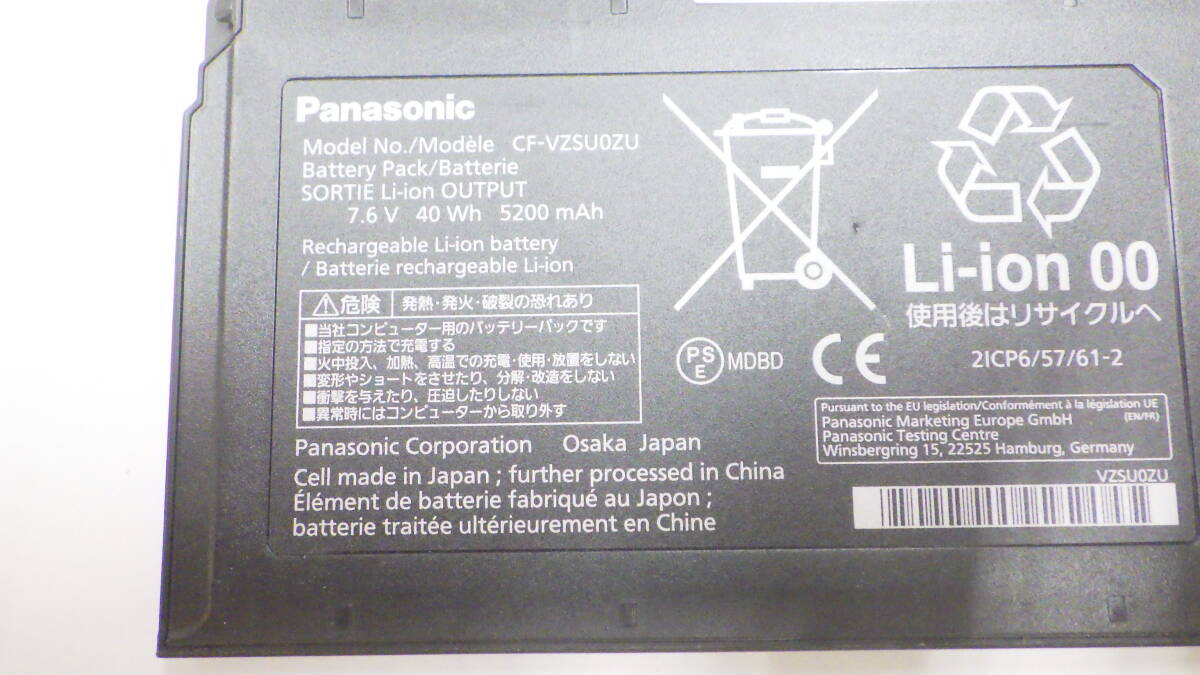 Panasonic
Model No./Modèle CF-VZSU0ZU
Battery Pack/Batterie
SORTIE Li-ion OUTPUT
7.6 V 40 Wh 5200 mAh
Rechargeable Li-ion battery
/ Batterie rechargeable Li-ion
⚠危険 発熱・発火・破裂の恐れあり
■当社コンピューター用のバッテリーパックです
■指定の方法で充電する
■火中投入、加熱、高温での充電・使用・放置をしない
■変形やショートをさせたり、分解・改造をしない
■衝撃を与えたり、圧迫したりしない
■異常時にはコンピューターから取り外す
Panasonic Corporation Osaka Japan
Cell made in Japan ; further processed in China
Élément de batterie fabriqué au Japon ;
batterie traitée ultérieurement en Chine
Li-ion 00
使用後はリサイクルへ
PS
E
MDBD
CE
2ICP6/57/61-2
Pursuant to the EU legislation/Conformément à la législation UE
Panasonic Marketing Europe GmbH (EN/FR)
Panasonic Testing Centre
Winsbergring 15, 22525 Hamburg, Germany
VZSU0ZU